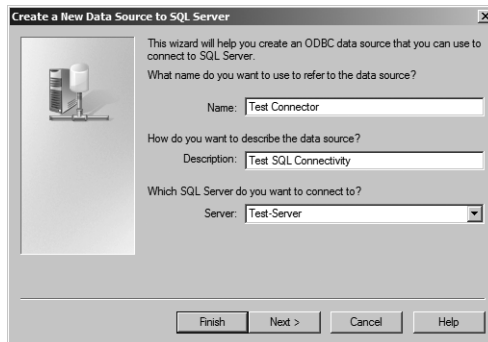 Create a New Data Source to SQL Server
This wizard will help you create an ODBC data source that you can use to
connect to SQL Server.
What name do you want to use to refer to the data source?
Name: Test Connector
How do you want to describe the data source?
Description: Test SQL Connectivity
Which SQL Server do you want to connect to?
Server: Test-Server
Finish Next > Cancel Help